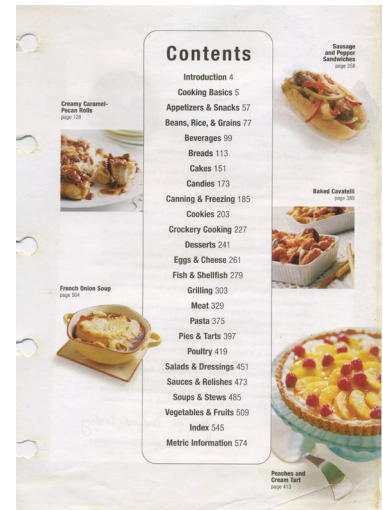 Contents
Introduction 4
Cooking Basics 5
Appetizers & Snacks 57
Beans, Rice, & Grains 77
Beverages 99
Breads 113
Cakes 151
Candies 173
Canning & Freezing 185
Cookies 203
Crockery Cooking 227
Desserts 241
Eggs & Cheese 261
Fish & Shellfish 279
Grilling 303
Meat 329
Pasta 375
Pies & Tarts 397
Poultry 419
Salads & Dressings 451
Sauces & Relishes 473
Soups & Stews 485
Vegetables & Fruits 509
Index 545
Metric Information 574
Creamy Caramel-
Pecan Rolls
page 128
French Onion Soup
page 504
Sausage
and Pepper
Sandwiches
page 358
Baked Cavatelli
page 389
Peaches and
Cream Tart
page 413